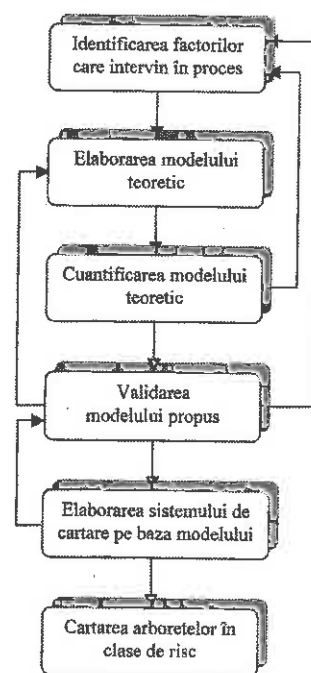 Identificarea factorilor
care intervin în proces
Elaborarea modelului
teoretic
Cuantificarea modelului
teoretic
Validarea
modelului propus
Elaborarea sistemului de
cartare pe baza modelului
Cartarea arboretelor în
clase de risc